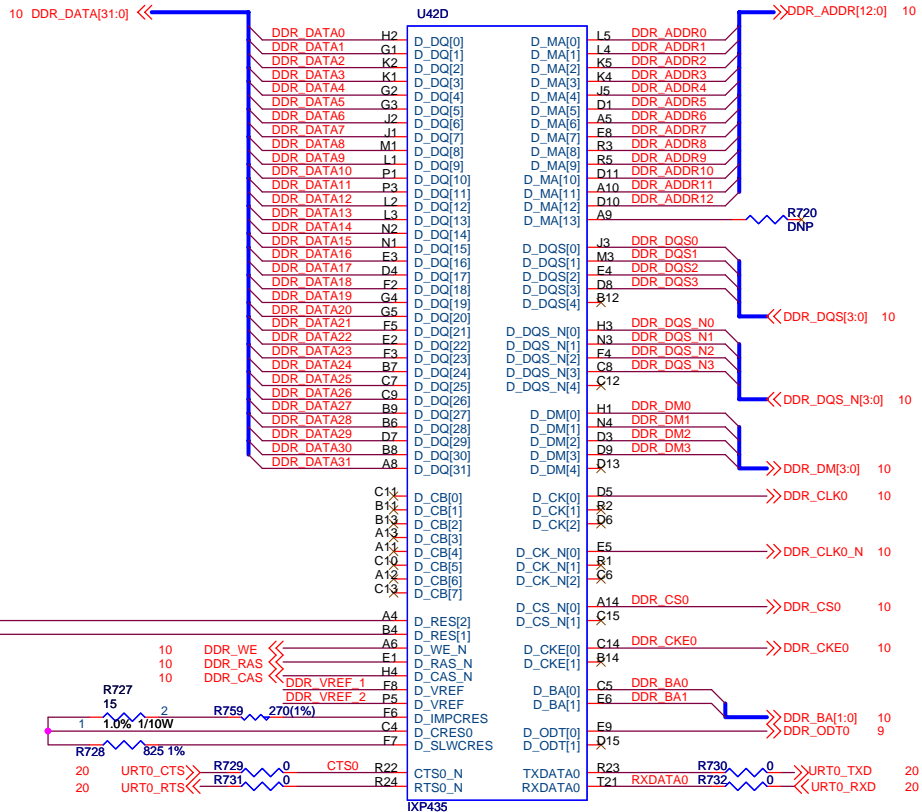 10 DDR_DATA[31:0] U42D DDR_ADDR[12:0] 10
DDR_DATA0 H2 D_DQ[0] D_MA[0] L5 DDR_ADDR0
DDR_DATA1 G1 D_DQ[1] D_MA[1] L4 DDR_ADDR1
DDR_DATA2 K2 D_DQ[2] D_MA[2] K5 DDR_ADDR2
DDR_DATA3 K1 D_DQ[3] D_MA[3] K4 DDR_ADDR3
DDR_DATA4 G2 D_DQ[4] D_MA[4] J5 DDR_ADDR4
DDR_DATA5 G3 D_DQ[5] D_MA[5] D1 DDR_ADDR5
DDR_DATA6 J2 D_DQ[6] D_MA[6] A5 DDR_ADDR6
DDR_DATA7 J1 D_DQ[7] D_MA[7] E8 DDR_ADDR7
DDR_DATA8 M1 D_DQ[8] D_MA[8] R3 DDR_ADDR8
DDR_DATA9 L1 D_DQ[9] D_MA[9] R5 DDR_ADDR9
DDR_DATA10 P1 D_DQ[10] D_MA[10] D11 DDR_ADDR10
DDR_DATA11 P3 D_DQ[11] D_MA[11] A10 DDR_ADDR11
DDR_DATA12 L2 D_DQ[12] D_MA[12] D10 DDR_ADDR12
DDR_DATA13 L3 D_DQ[13] D_MA[13] A9 R720
DNP
DDR_DATA14 N2 D_DQ[14]
DDR_DATA15 N1 D_DQ[15] D_DQS[0] J3 DDR_DQS0
DDR_DATA16 E3 D_DQ[16] D_DQS[1] M3 DDR_DQS1
DDR_DATA17 D4 D_DQ[17] D_DQS[2] E4 DDR_DQS2
DDR_DATA18 F2 D_DQ[18] D_DQS[3] D8 DDR_DQS3
DDR_DATA19 G4 D_DQ[19] D_DQS[4] B12
DDR_DATA20 G5 D_DQ[20] DDR_DQS[3:0] 10
DDR_DATA21 F5 D_DQ[21] D_DQS_N[0] H3 DDR_DQS_N0
DDR_DATA22 E2 D_DQ[22] D_DQS_N[1] N3 DDR_DQS_N1
DDR_DATA23 F3 D_DQ[23] D_DQS_N[2] F4 DDR_DQS_N2
DDR_DATA24 B7 D_DQ[24] D_DQS_N[3] C8 DDR_DQS_N3
DDR_DATA25 C7 D_DQ[25] D_DQS_N[4] C12
DDR_DATA26 C9 D_DQ[26] DDR_DQS_N[3:0] 10
DDR_DATA27 B9 D_DQ[27] D_DM[0] H1 DDR_DM0
DDR_DATA28 B6 D_DQ[28] D_DM[1] N4 DDR_DM1
DDR_DATA29 D7 D_DQ[29] D_DM[2] D3 DDR_DM2
DDR_DATA30 B8 D_DQ[30] D_DM[3] D9 DDR_DM3
DDR_DATA31 A8 D_DQ[31] D_DM[4] D13 DDR_DM[3:0] 10
C11 D_CB[0] D_CK[0] D5 DDR_CLK0 10
B11 D_CB[1] D_CK[1] R2
B13 D_CB[2] D_CK[2] D6
A13 D_CB[3]
A11 D_CB[4] D_CK_N[0] E5 DDR_CLK0_N 10
C10 D_CB[5] D_CK_N[1] R1
A12 D_CB[6] D_CK_N[2] C6
C13 D_CB[7]
D_CS_N[0] A14 DDR_CS0 DDR_CS0 10
A4 D_RES[2] D_CS_N[1] C15
B4 D_RES[1]
10 DDR_WE A6 D_WE_N D_CKE[0] C14 DDR_CKE0 DDR_CKE0 10
10 DDR_RAS E1 D_RAS_N D_CKE[1] B14
10 DDR_CAS H4 D_CAS_N
DDR_VREF_1 F8 D_VREF D_BA[0] C5 DDR_BA0
DDR_VREF_2 P5 D_VREF D_BA[1] E6 DDR_BA1
R727
15
1 2 R759 270(1%) F6 D_IMPCRES DDR_BA[1:0] 10
1.0% 1/10W C4 D_CRES0 D_ODT[0] E9 DDR_ODT0 9
R728 825 1% F7 D_SLWCRES D_ODT[1] D15
20 URT0_CTS R729 0 CTS0 R22 CTS0_N TXDATA0 R23 R730 0 URT0_TXD 20
20 URT0_RTS R731 0 R24 RTS0_N RXDATA0 T21 RXDATA0 R732 0 URT0_RXD 20
IXP435